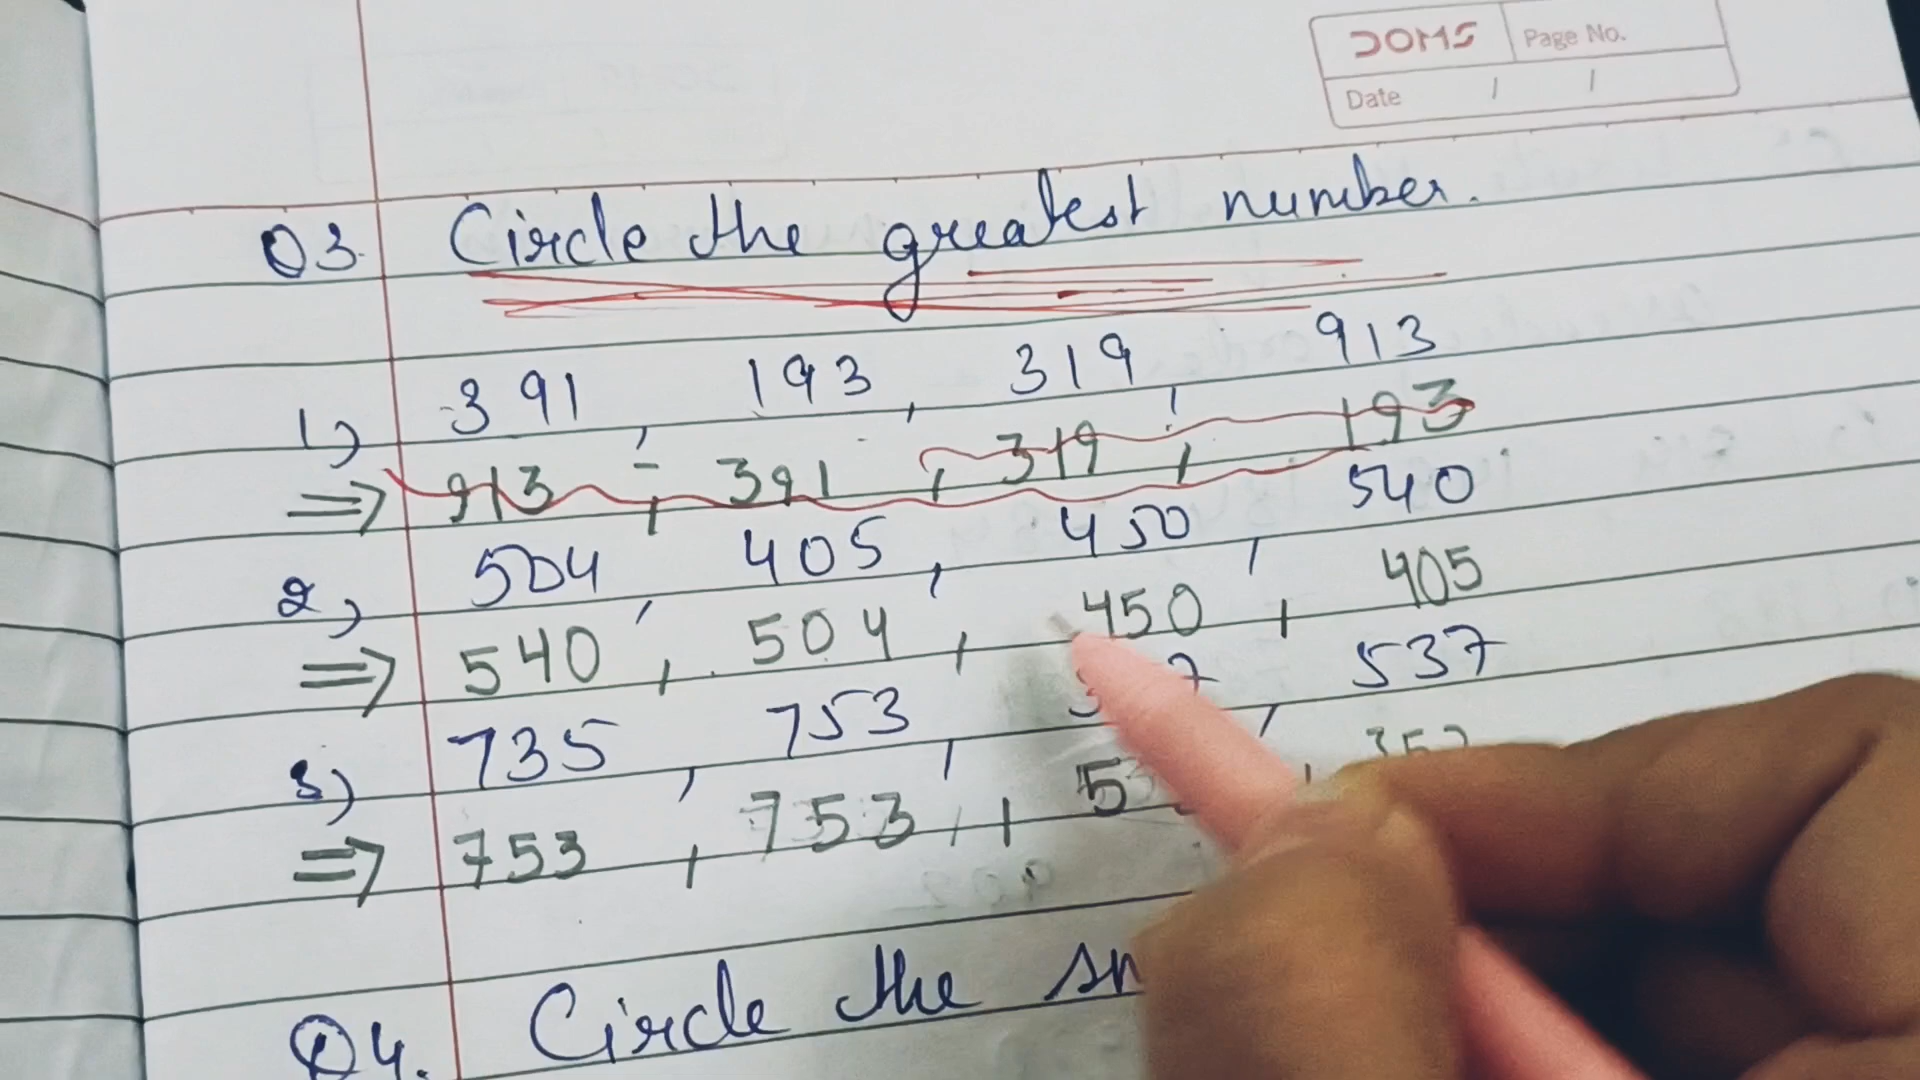 DOMS Page No.
Date / /
Q3. Circle the greatest number.
1) 391 , 193 , 319 , 913
⇒ 913 - , 391 , 319 , 193
2) 504 , 405 , 450 , 540
⇒ 540 , 504 , 450 , 405
3) 735 , 753 , 537
⇒ 753 , 753 , ,
Q4. Circle the